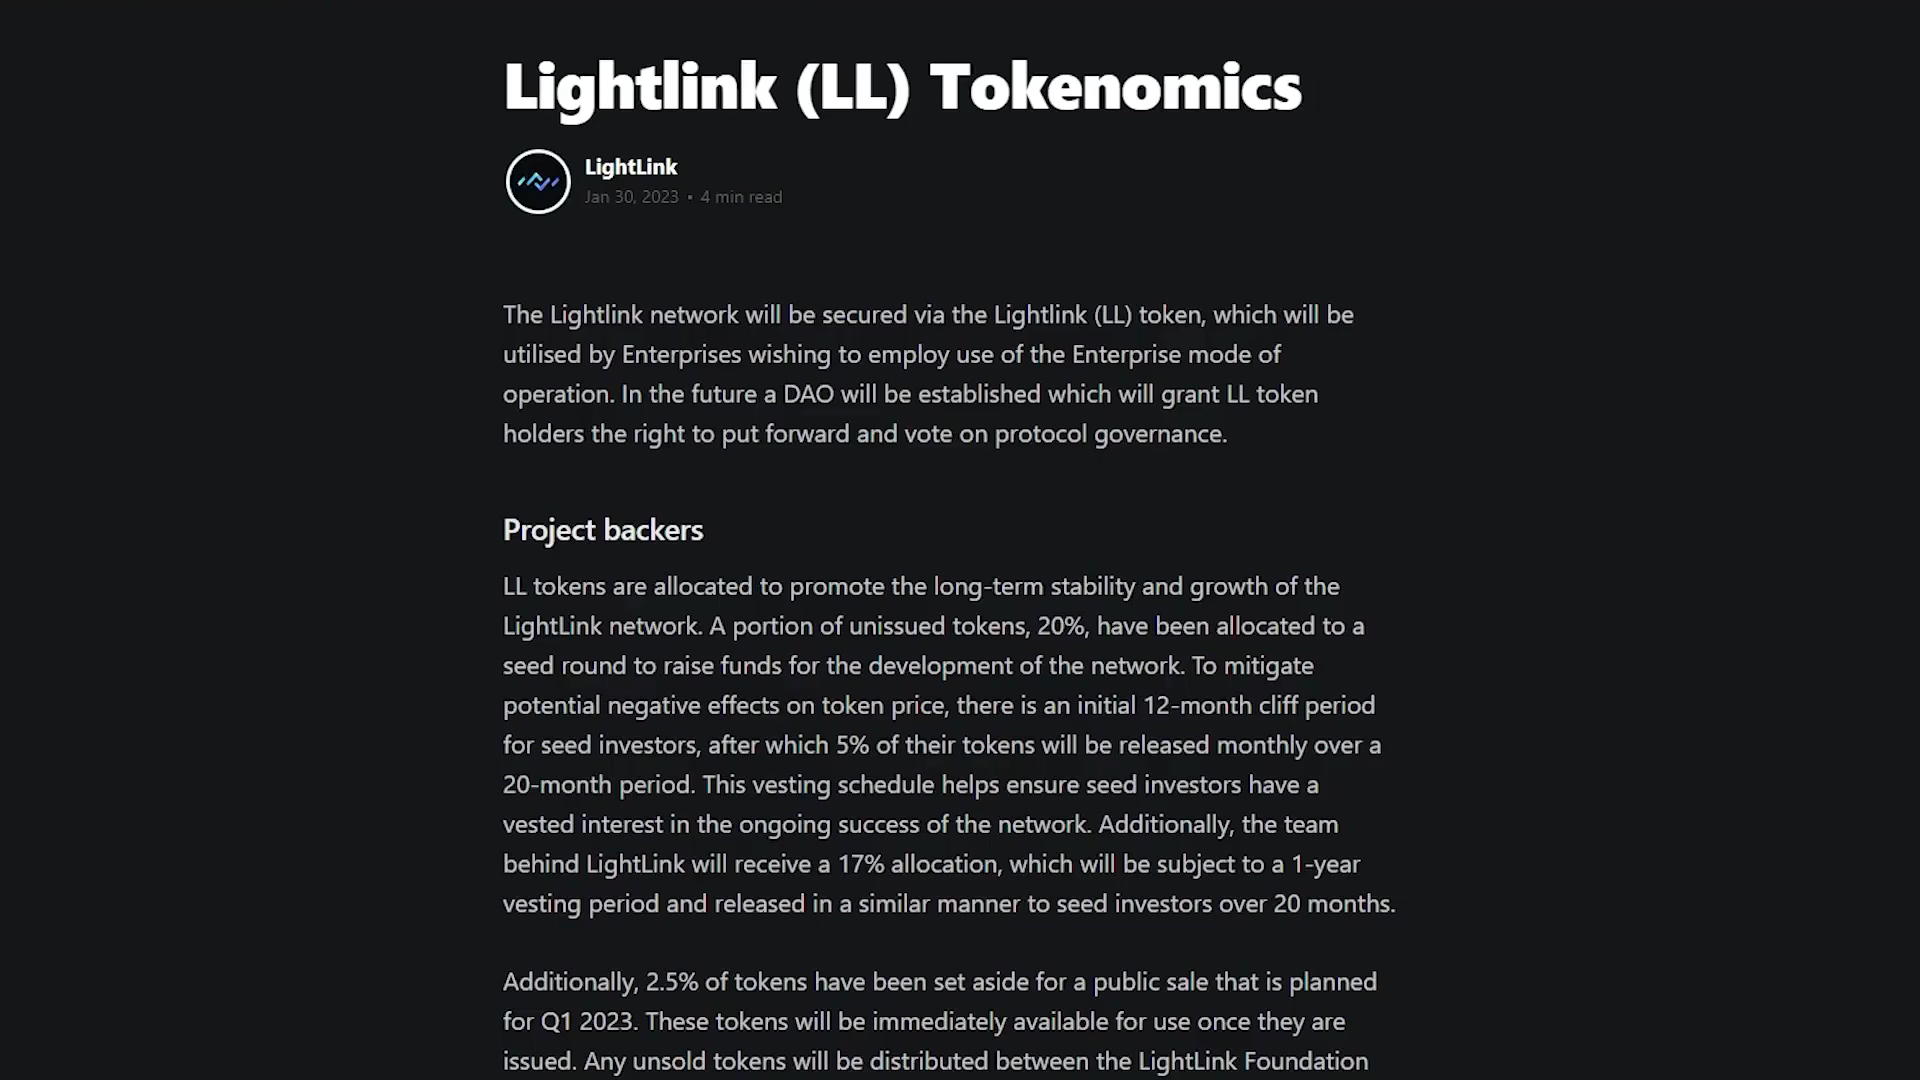 Lightlink (LL) Tokenomics
LightLink
Jan 30, 2023 • 4 min read
The Lightlink network will be secured via the Lightlink (LL) token, which will be
utilised by Enterprises wishing to employ use of the Enterprise mode of
operation. In the future a DAO will be established which will grant LL token
holders the right to put forward and vote on protocol governance.
Project backers
LL tokens are allocated to promote the long-term stability and growth of the
LightLink network. A portion of unissued tokens, 20%, have been allocated to a
seed round to raise funds for the development of the network. To mitigate
potential negative effects on token price, there is an initial 12-month cliff period
for seed investors, after which 5% of their tokens will be released monthly over a
20-month period. This vesting schedule helps ensure seed investors have a
vested interest in the ongoing success of the network. Additionally, the team
behind LightLink will receive a 17% allocation, which will be subject to a 1-year
vesting period and released in a similar manner to seed investors over 20 months.
Additionally, 2.5% of tokens have been set aside for a public sale that is planned
for Q1 2023. These tokens will be immediately available for use once they are
issued. Any unsold tokens will be distributed between the LightLink Foundation